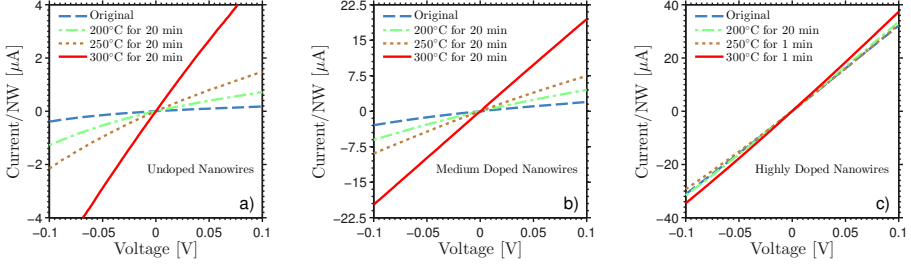 4
2
0
−2
−4
−0.1
−0.05
0
0.05
0.1
Voltage [V]
Current/NW [μA]
Original
200°C for 20 min
250°C for 20 min
300°C for 20 min
Undoped Nanowires
a)
22.5
15
7.5
0
−7.5
−15
−22.5
−0.1
−0.05
0
0.05
0.1
Voltage [V]
Current/NW [μA]
Original
200°C for 20 min
250°C for 20 min
300°C for 20 min
Medium Doped Nanowires
b)
40
20
0
−20
−40
−0.1
−0.05
0
0.05
0.1
Voltage [V]
Current/NW [μA]
Original
200°C for 20 min
250°C for 1 min
300°C for 1 min
Highly Doped Nanowires
c)